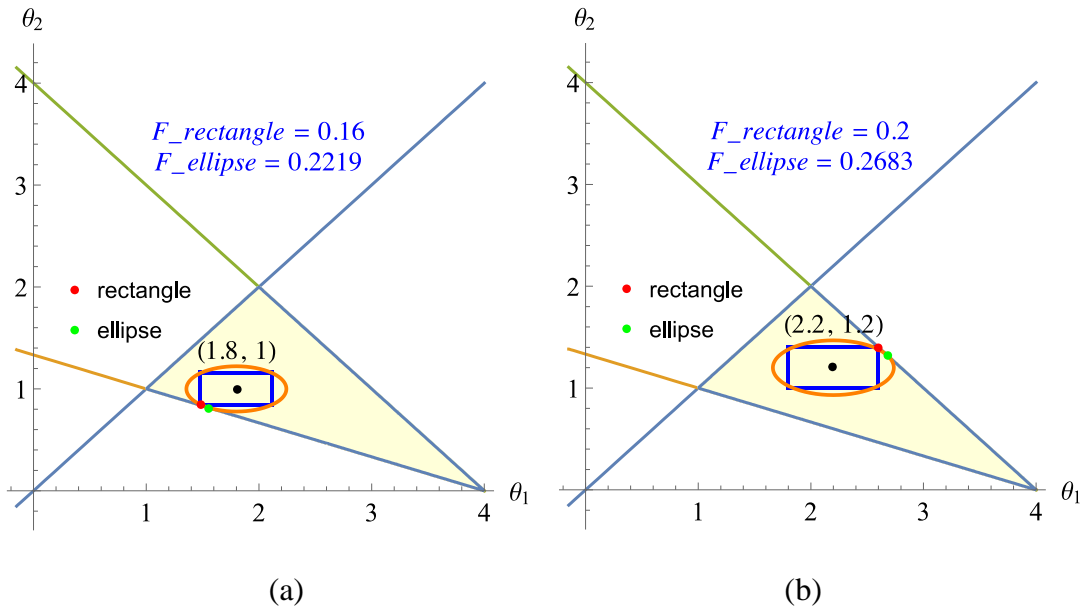 θ2
4
3
2
1
1
2
3
4
θ1
F_rectangle = 0.16
F_ellipse = 0.2219
rectangle
ellipse
(1.8, 1)
(a)
θ2
4
3
2
1
1
2
3
4
θ1
F_rectangle = 0.2
F_ellipse = 0.2683
rectangle
ellipse
(2.2, 1.2)
(b)